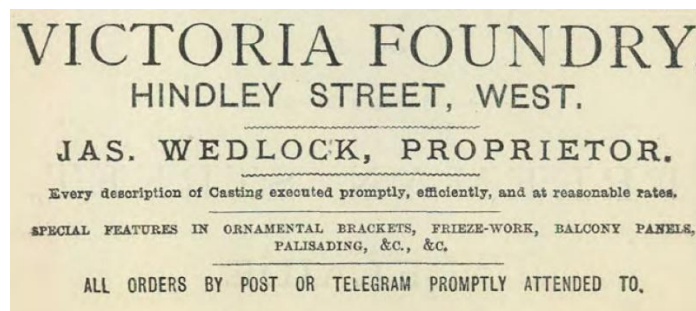 VICTORIA FOUNDRY
HINDLEY STREET, WEST.
JAS. WEDLOCK, PROPRIETOR.
Every description of Casting executed promptly, efficiently, and at reasonable rates.
SPECIAL FEATURES IN ORNAMENTAL BRACKETS, FRIEZE-WORK, BALCONY PANELS,
PALISADING, &C., &C.
ALL ORDERS BY POST OR TELEGRAM PROMPTLY ATTENDED TO.